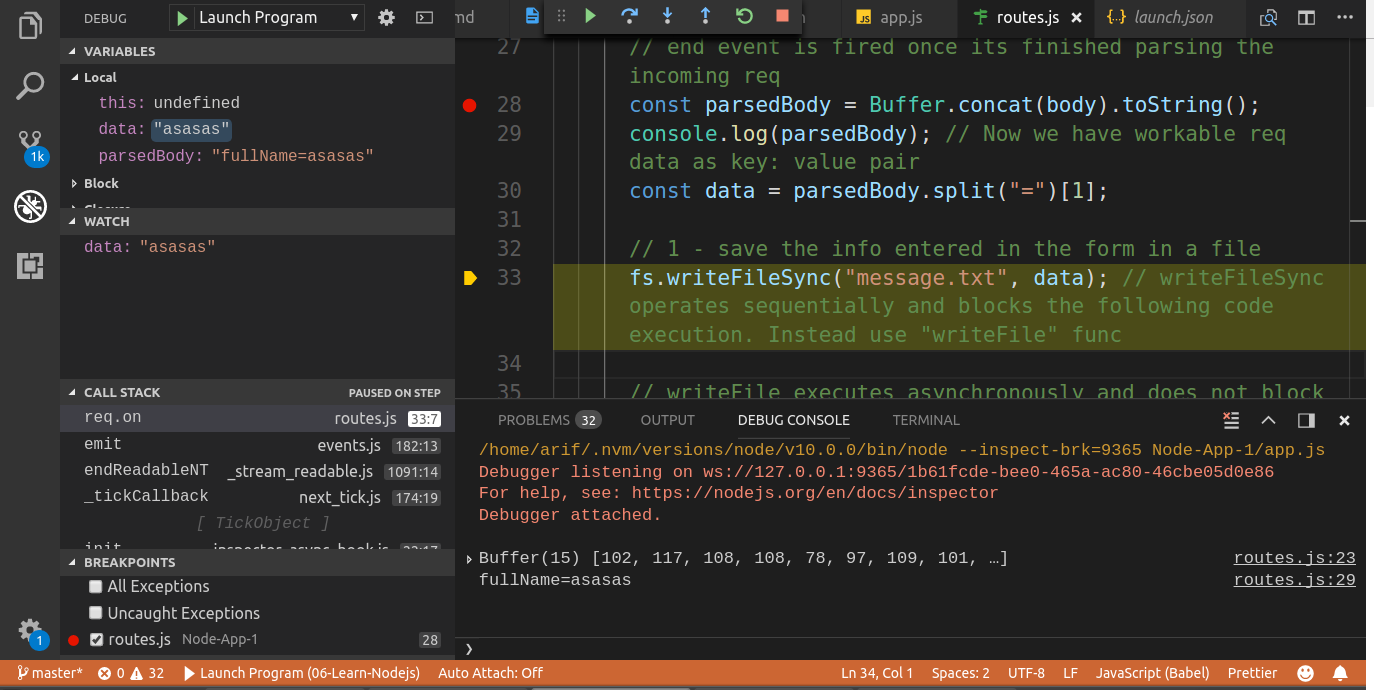 DEBUG
Launch Program
md
app.js
routes.js
launch.json
VARIABLES
Local
this: undefined
data: "asasas"
parsedBody: "fullName=asasas"
Block
WATCH
data: "asasas"
CALL STACK
PAUSED ON STEP
req.on routes.js 33:7
emit events.js 182:13
endReadableNT _stream_readable.js 1091:14
_tickCallback next_tick.js 174:19
[ TickObject ]
init inspector_async_hook.js
BREAKPOINTS
All Exceptions
Uncaught Exceptions
routes.js Node-App-1 28
27 // end event is fired once its finished parsing the
incoming req
28 const parsedBody = Buffer.concat(body).toString();
29 console.log(parsedBody); // Now we have workable req
data as key: value pair
30 const data = parsedBody.split("=")[1];
31
32 // 1 - save the info entered in the form in a file
33 fs.writeFileSync("message.txt", data); // writeFileSync
operates sequentially and blocks the following code
execution. Instead use "writeFile" func
34
35 // writeFile executes asynchronously and does not block
PROBLEMS 32 OUTPUT DEBUG CONSOLE TERMINAL
/home/arif/.nvm/versions/node/v10.0.0/bin/node --inspect-brk=9365 Node-App-1/app.js
Debugger listening on ws://127.0.0.1:9365/1b61fcde-bee0-465a-ac80-46cbe05d0e86
For help, see: https://nodejs.org/en/docs/inspector
Debugger attached.
Buffer(15) [102, 117, 108, 108, 78, 97, 109, 101, …] routes.js:23
fullName=asasas routes.js:29
1k
1
master* 0 32 Launch Program (06-Learn-Nodejs) Auto Attach: Off Ln 34, Col 1 Spaces: 2 UTF-8 LF JavaScript (Babel) Prettier